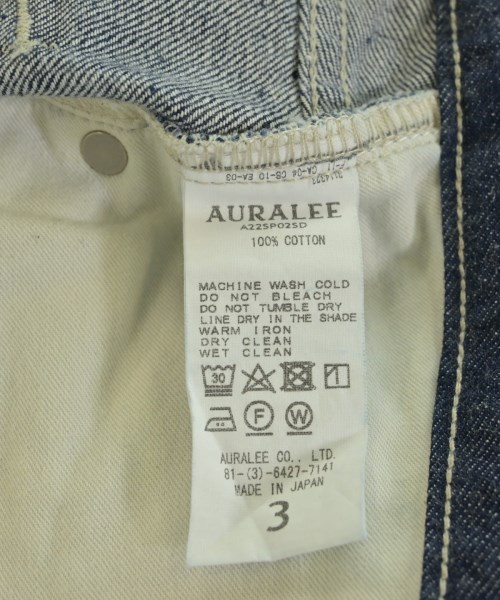 AURALEE
A22SP02SD
100% COTTON
MACHINE WASH COLD
DO NOT BLEACH
DO NOT TUMBLE DRY
LINE DRY IN THE SHADE
WARM IRON
DRY CLEAN
WET CLEAN
30
F W
AURALEE CO., LTD.
81-(3)-6427-7141
MADE IN JAPAN
3